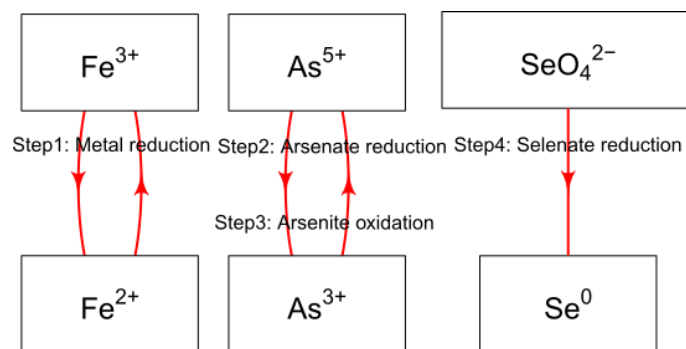 Fe³⁺
As⁵⁺
SeO₄²⁻
Step1: Metal reduction
Step2: Arsenate reduction
Step4: Selenate reduction
Step3: Arsenite oxidation
Fe²⁺
As³⁺
Se⁰